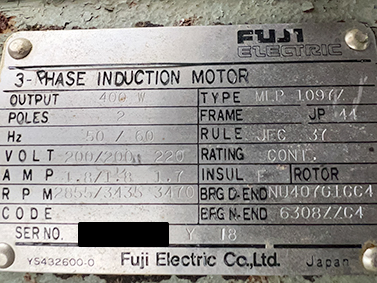 FUJI
ELECTRIC
3-PHASE INDUCTION MOTOR
OUTPUT 400 W TYPE MLP 1097Z
POLES 2 FRAME JP 44
Hz 50 / 60 RULE JEC 37
VOLT 200/200 220 RATING CONT.
AMP 1.8/1.8 1.7 INSUL E ROTOR
RPM 2855/3435 3470 BRG D-END NU407G1CC4
CODE BRG N-END 6308ZZC4
SER NO. Y 18
YS432600-0 Fuji Electric Co., Ltd. Japan